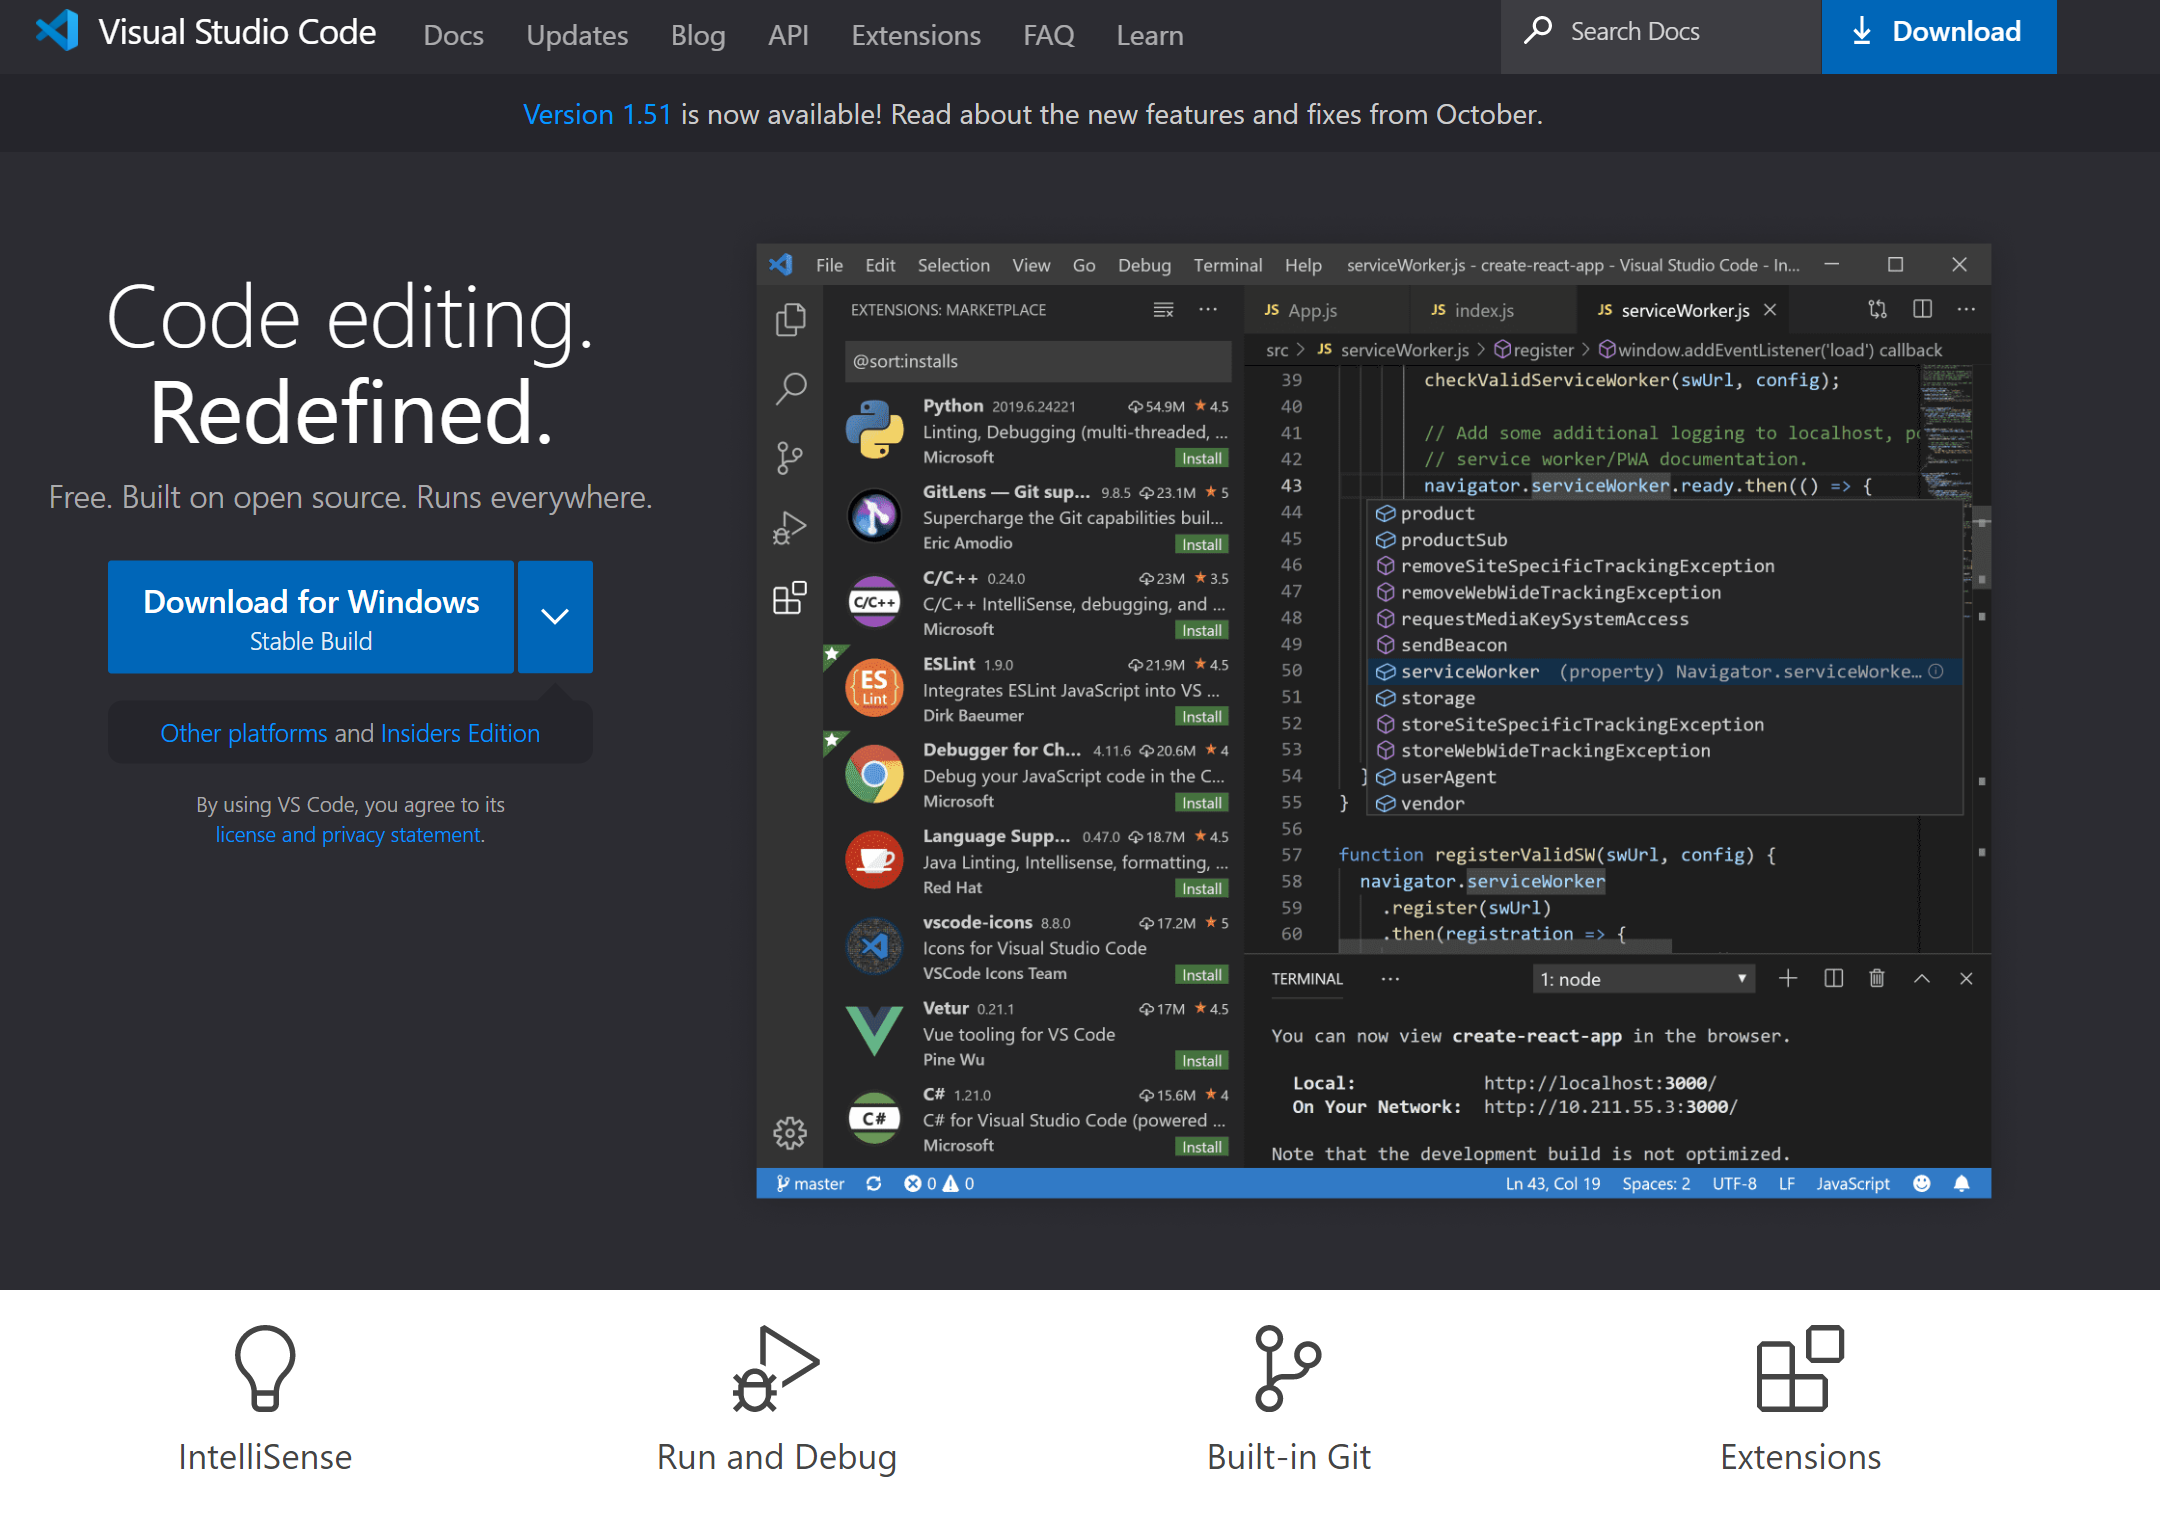 Visual Studio Code Docs Updates Blog API Extensions FAQ Learn Search Docs Download
Version 1.51 is now available! Read about the new features and fixes from October.
Code editing.
Redefined.
Free. Built on open source. Runs everywhere.
Download for Windows
Stable Build
Other platforms and Insiders Edition
By using VS Code, you agree to its
license and privacy statement.
File Edit Selection View Go Debug Terminal Help serviceWorker.js - create-react-app - Visual Studio Code - In...
EXTENSIONS: MARKETPLACE
@sort:installs
Python 2019.6.24221 54.9M 4.5
Linting, Debugging (multi-threaded, ...
Microsoft Install
GitLens — Git sup... 9.8.5 23.1M 5
Supercharge the Git capabilities buil...
Eric Amodio Install
C/C++
C/C++ 0.24.0 23M 3.5
C/C++ IntelliSense, debugging, and ...
Microsoft Install
ES
Lint
ESLint 1.9.0 21.9M 4.5
Integrates ESLint JavaScript into VS ...
Dirk Baeumer Install
Debugger for Ch... 4.11.6 20.6M 4
Debug your JavaScript code in the C...
Microsoft Install
Language Supp... 0.47.0 18.7M 4.5
Java Linting, Intellisense, formatting, ...
Red Hat Install
vscode-icons 8.8.0 17.2M 5
Icons for Visual Studio Code
VSCode Icons Team Install
Vetur 0.21.1 17M 4.5
Vue tooling for VS Code
Pine Wu Install
C#
C# 1.21.0 15.6M 4
C# for Visual Studio Code (powered ...
Microsoft Install
JS App.js JS index.js JS serviceWorker.js
src > JS serviceWorker.js > register > window.addEventListener('load') callback
39 checkValidServiceWorker(swUrl, config);
40
41 // Add some additional logging to localhost, po
42 // service worker/PWA documentation.
43 navigator.serviceWorker.ready.then(() => {
44 product
45 productSub
46 removeSiteSpecificTrackingException
47 removeWebWideTrackingException
48 requestMediaKeySystemAccess
49 sendBeacon
50 serviceWorker (property) Navigator.serviceWorke...
51 storage
52 storeSiteSpecificTrackingException
53 storeWebWideTrackingException
54 } userAgent
55 } vendor
56
57 function registerValidSW(swUrl, config) {
58 navigator.serviceWorker
59 .register(swUrl)
60 .then(registration => {
TERMINAL ... 1: node
You can now view create-react-app in the browser.
Local: http://localhost:3000/
On Your Network: http://10.211.55.3:3000/
Note that the development build is not optimized.
master 0 0 Ln 43, Col 19 Spaces: 2 UTF-8 LF JavaScript
IntelliSense Run and Debug Built-in Git Extensions